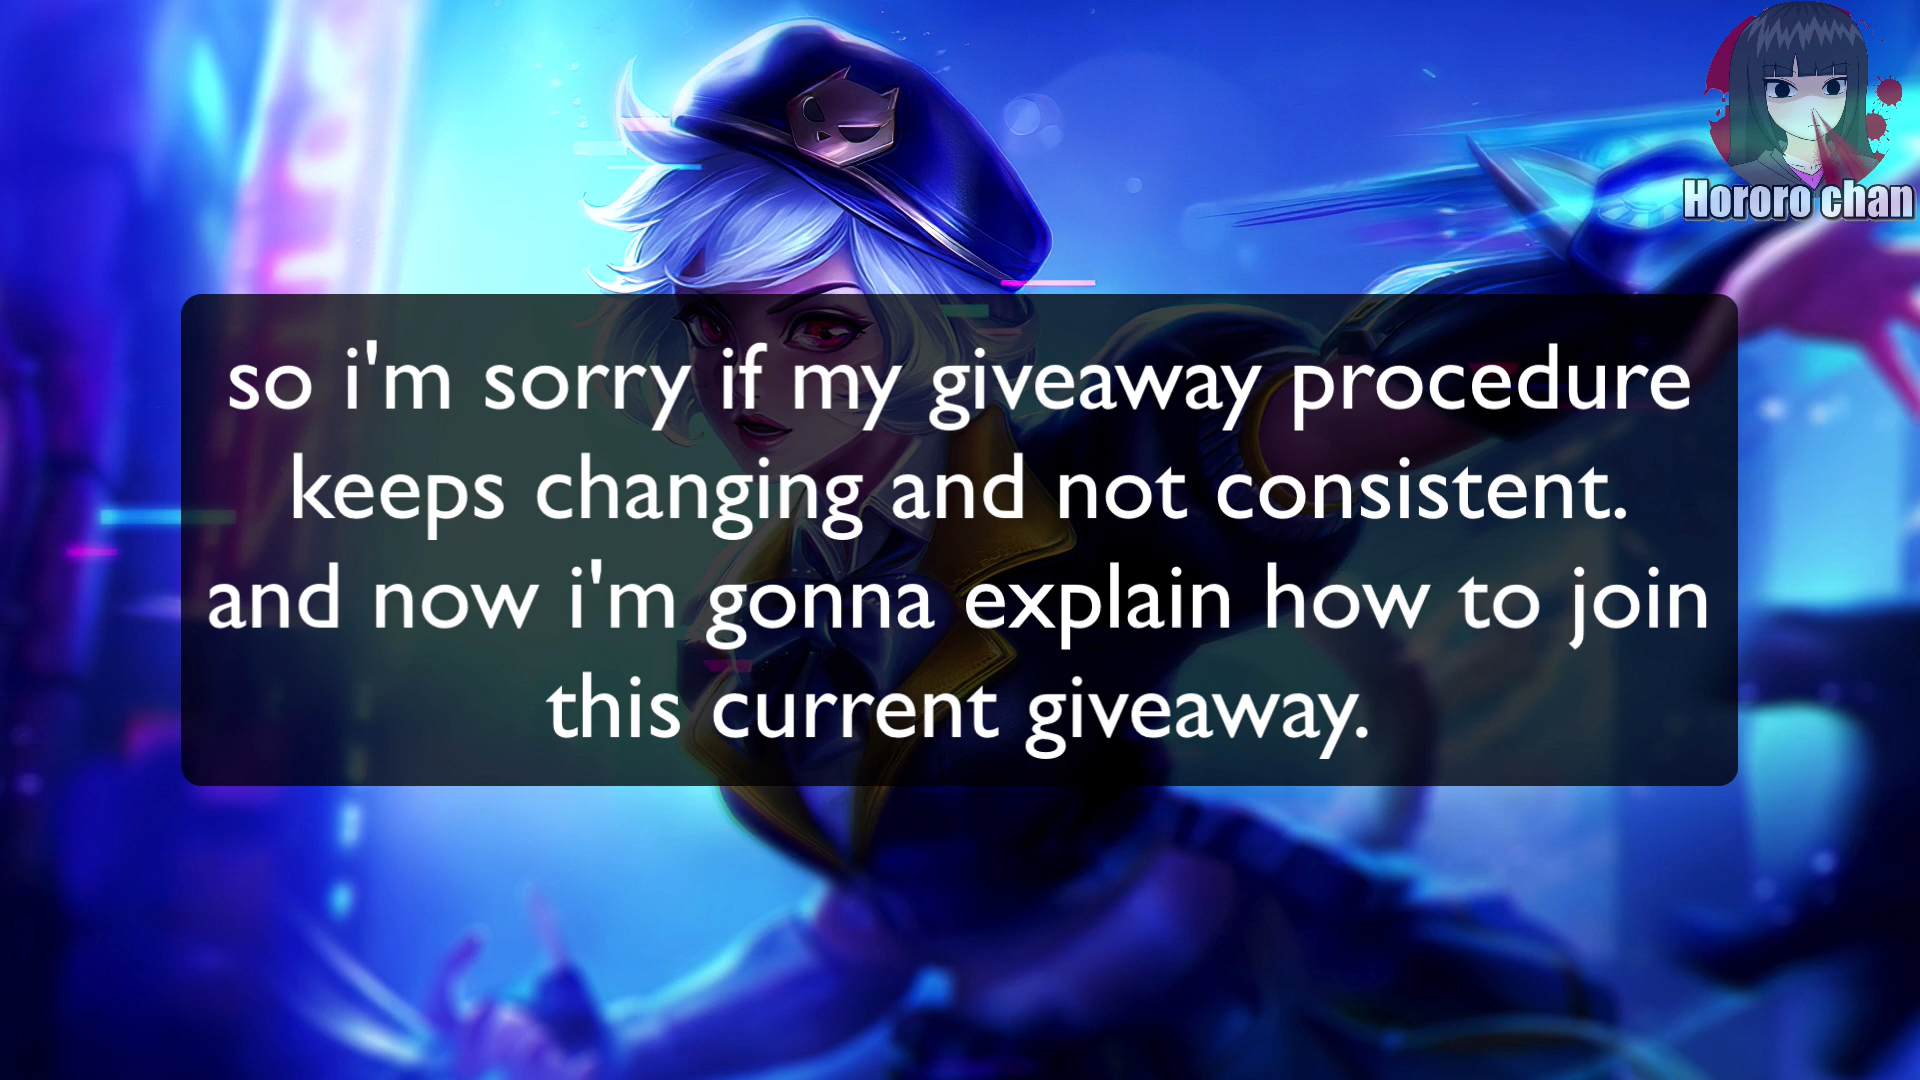 Hororo chan
so i'm sorry if my giveaway procedure
keeps changing and not consistent.
and now i'm gonna explain how to join
this current giveaway.